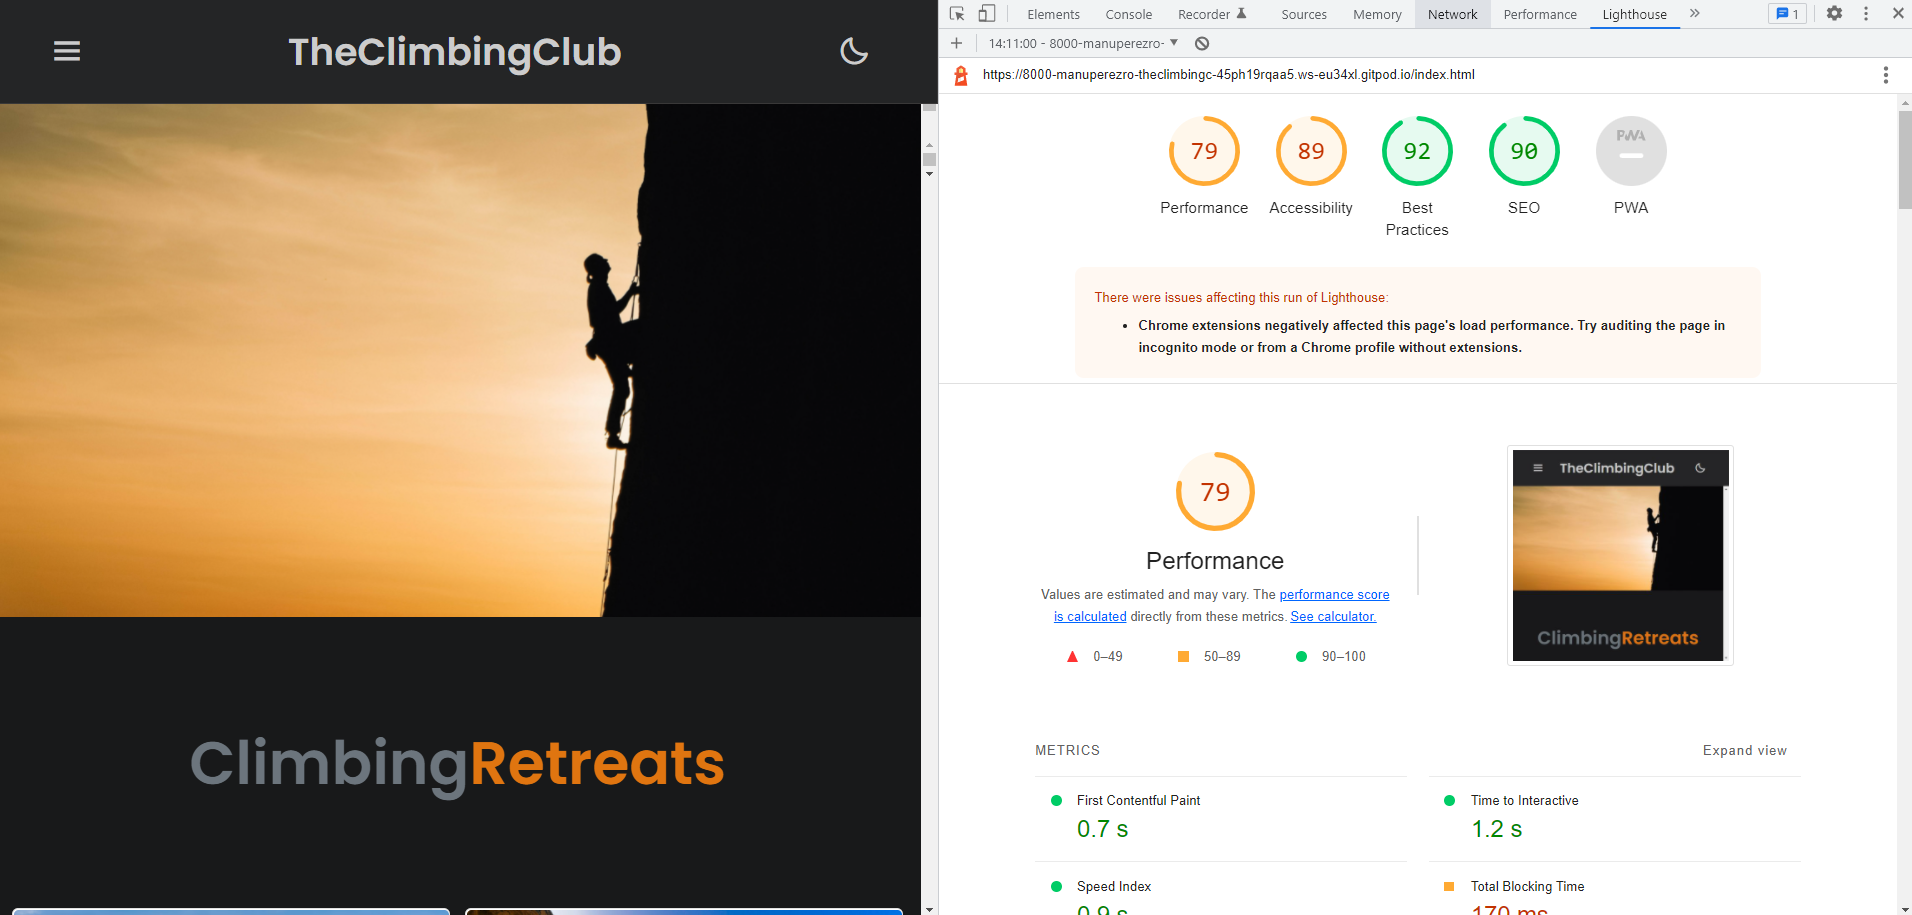 TheClimbingClub
ClimbingRetreats
Elements Console Recorder Sources Memory Network Performance Lighthouse 1
14:11:00 - 8000-manuperezro-
https://8000-manuperezro-theclimbingc-45ph19rqaa5.ws-eu34xl.gitpod.io/index.html
79 89 92 90 PWA
Performance Accessibility Best Practices SEO PWA
There were issues affecting this run of Lighthouse:
Chrome extensions negatively affected this page's load performance. Try auditing the page in
incognito mode or from a Chrome profile without extensions.
79
Performance
Values are estimated and may vary. The performance score
is calculated directly from these metrics. See calculator.
0–49 50–89 90–100
TheClimbingClub
ClimbingRetreats
METRICS Expand view
First Contentful Paint
0.7 s
Time to Interactive
1.2 s
Speed Index
0.9 s
Total Blocking Time
170 ms